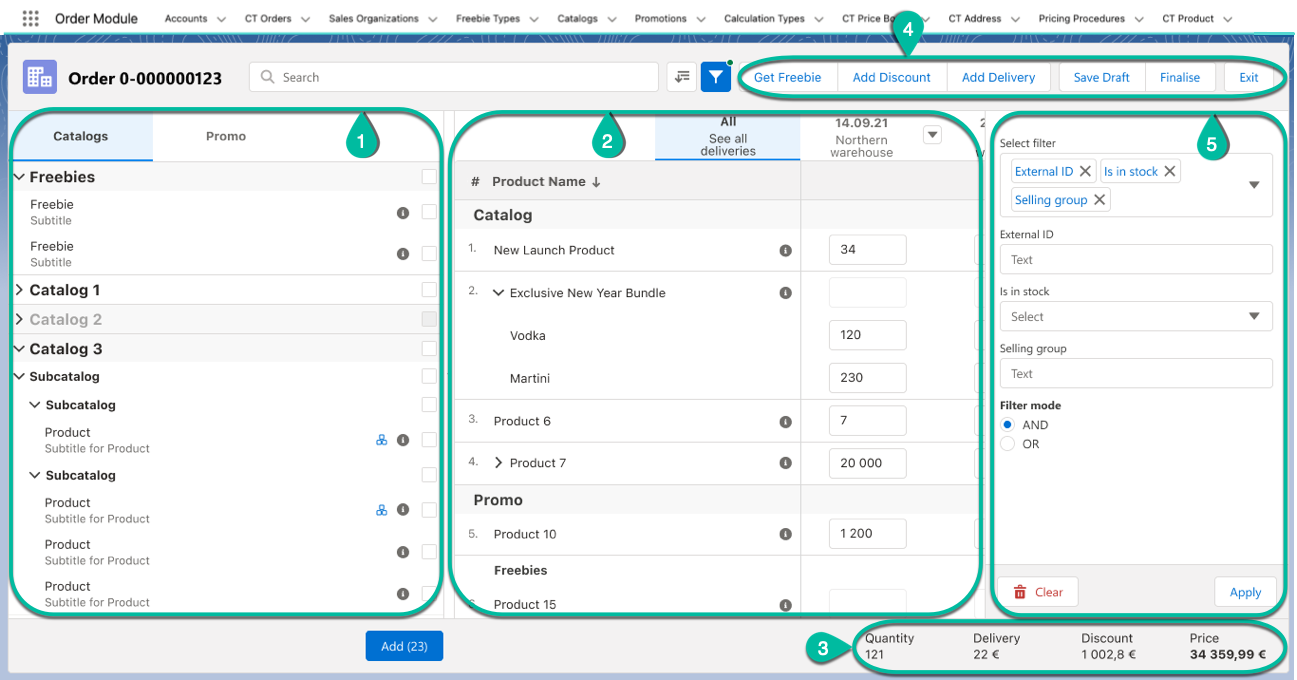 Order Module Accounts CT Orders Sales Organizations Freebie Types Catalogs Promotions Calculation Types CT Price Bo CT Address Pricing Procedures CT Product
4
Order 0-000000123 Search Get Freebie Add Discount Add Delivery Save Draft Finalise Exit
Catalogs Promo
1
Freebies
Freebie
Subtitle
Freebie
Subtitle
Catalog 1
Catalog 2
Catalog 3
Subcatalog
Subcatalog
Product
Subtitle for Product
Subcatalog
Product
Subtitle for Product
Product
Subtitle for Product
Product
Subtitle for Product
Add (23)
2
All
See all
deliveries
14.09.21
Northern
warehouse
# Product Name
Catalog
1. New Launch Product 34
2. Exclusive New Year Bundle
Vodka 120
Martini 230
3. Product 6 7
4. Product 7 20 000
Promo
5. Product 10 1 200
Freebies
Product 15
5
Select filter
External ID Is in stock
Selling group
External ID
Text
Is in stock
Select
Selling group
Text
Filter mode
AND
OR
Clear Apply
3
Quantity Delivery Discount Price
121 22 € 1 002,8 € 34 359,99 €